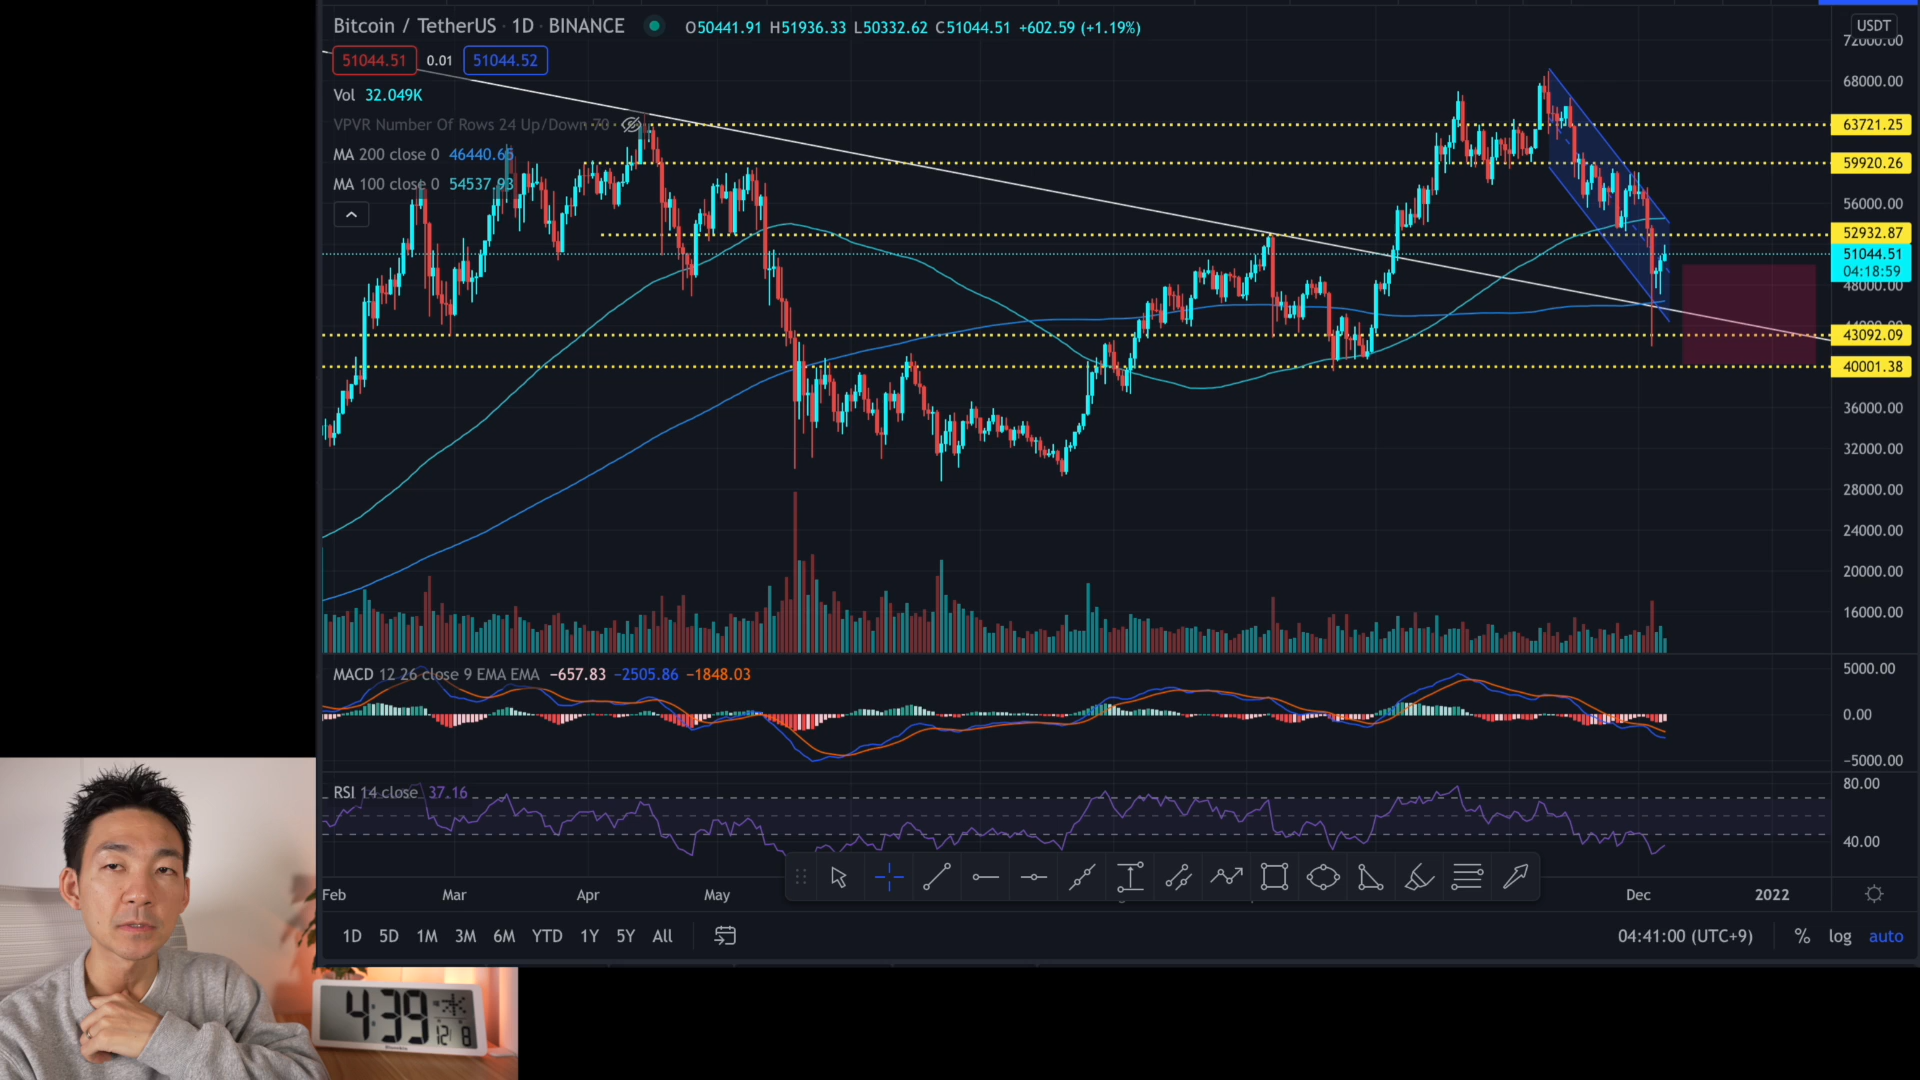 Bitcoin / TetherUS · 1D · BINANCE
O50441.91 H51936.33 L50332.62 C51044.51 +602.59 (+1.19%)
USDT
51044.51 0.01 51044.52
Vol 32.049K
VPVR Number Of Rows 24 Up/Down 70
MA 200 close 0 46440.65
MA 100 close 0 54537.93
72000.00
68000.00
63721.25
59920.26
56000.00
52932.87
51044.51
04:18:59
48000.00
43092.09
40001.38
36000.00
32000.00
28000.00
24000.00
20000.00
16000.00
MACD 12 26 close 9 EMA EMA −657.83 −2505.86 −1848.03
5000.00
0.00
−5000.00
RSI 14 close 37.16
80.00
40.00
Feb Mar Apr May Dec 2022
1D 5D 1M 3M 6M YTD 1Y 5Y All
04:41:00 (UTC+9) % log auto
4:39 水
12/8